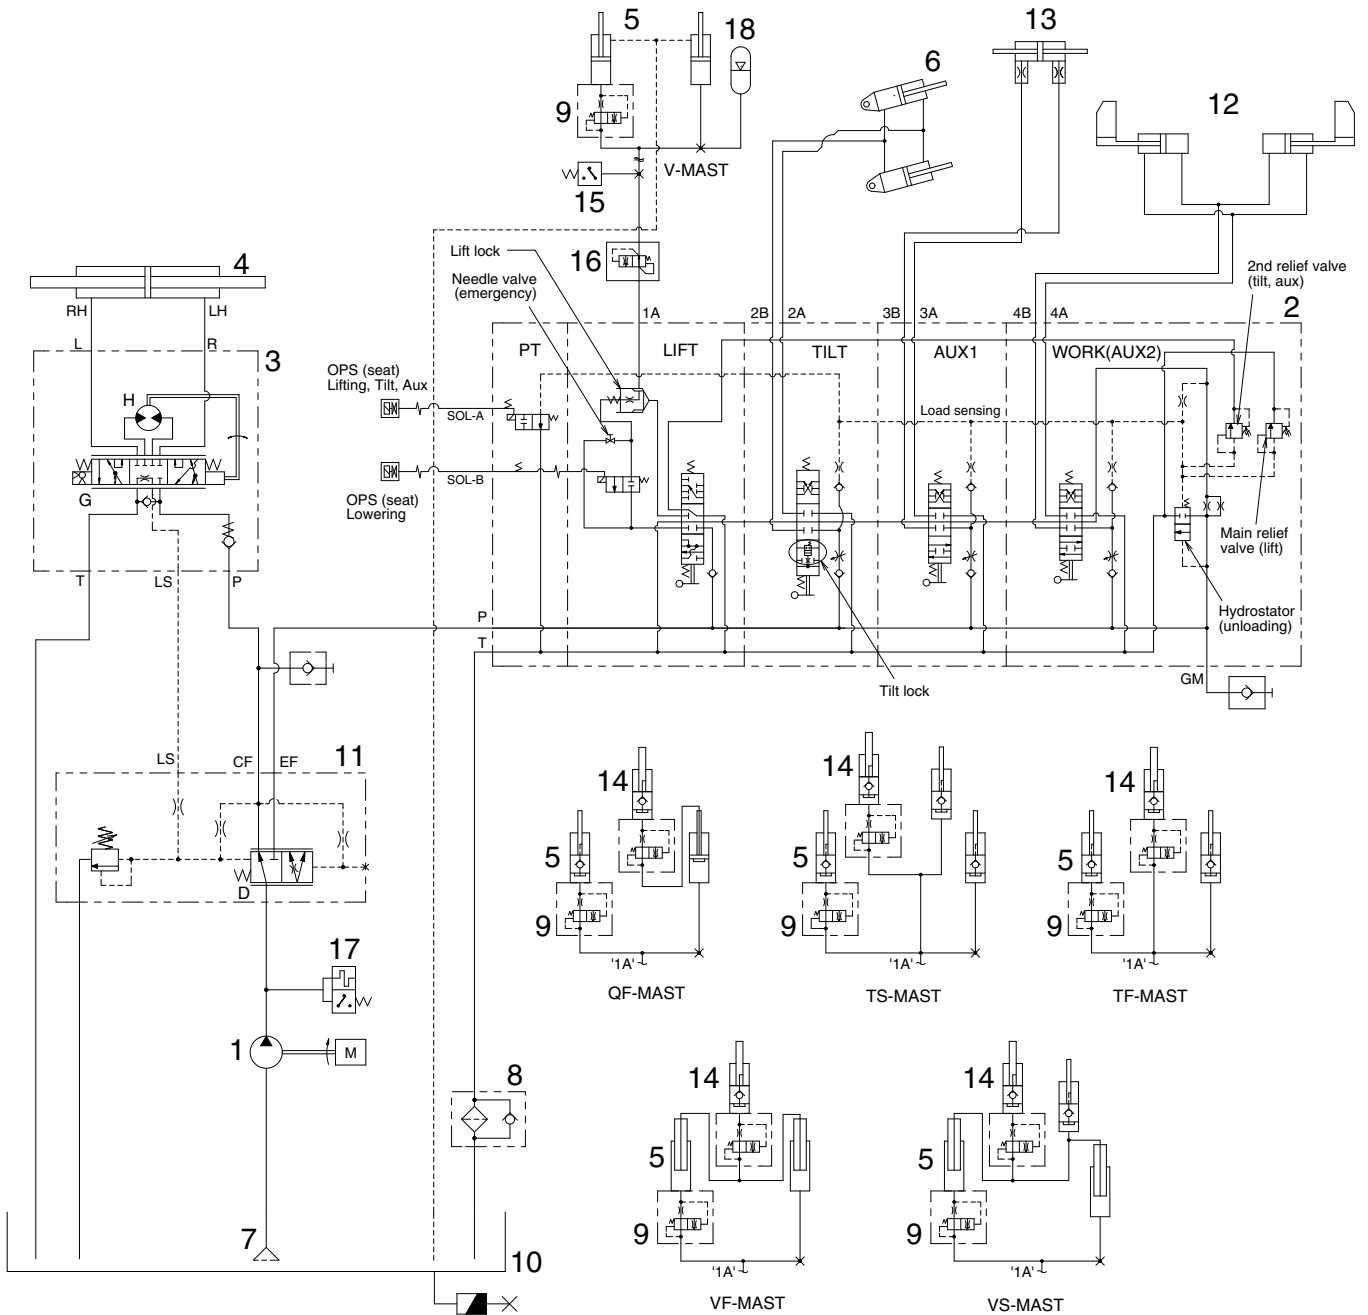 5
18
13
6
12
9
V-MAST
15
16
Lift lock
Needle valve
(emergency)
2nd relief valve
(tilt, aux)
4
RH
LH
L
R
3
1A
2B
2A
3B
3A
4B
4A
2
PT
LIFT
TILT
AUX1
WORK(AUX2)
OPS (seat)
Lifting, Tilt, Aux
SOL-A
Load sensing
H
SOL-B
OPS (seat)
Lowering
G
Main relief
valve (lift)
T
LS
P
Hydrostator
(unloading)
P
T
Tilt lock
GM
LS
CF
EF
11
D
14
5
9
'1A'
QF-MAST
14
5
9
'1A'
TS-MAST
14
5
9
'1A'
TF-MAST
17
1
M
8
14
5
9
'1A'
VF-MAST
14
5
9
'1A'
VS-MAST
7
10